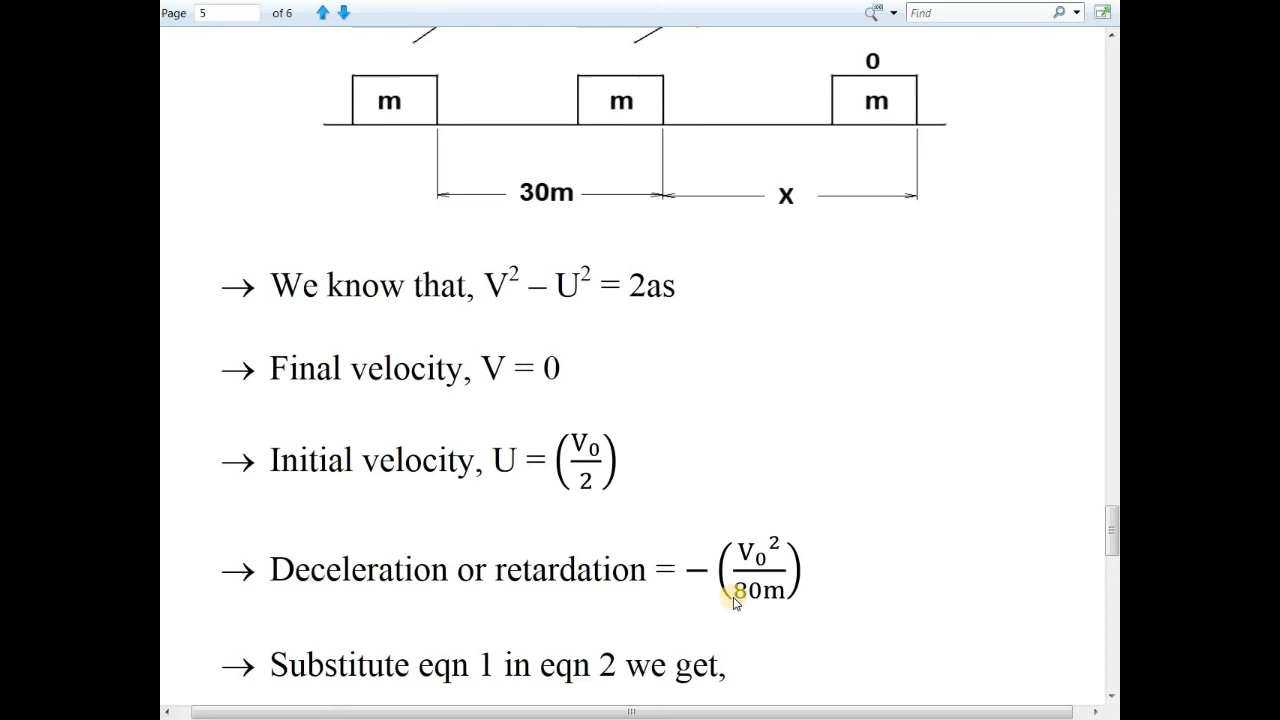 Page 5 of 6 Find
0
m m m
30m X
→ We know that, V² – U² = 2as
→ Final velocity, V = 0
→ Initial velocity, U = (V₀/2)
→ Deceleration or retardation = −(V₀²/80m)
→ Substitute eqn 1 in eqn 2 we get,